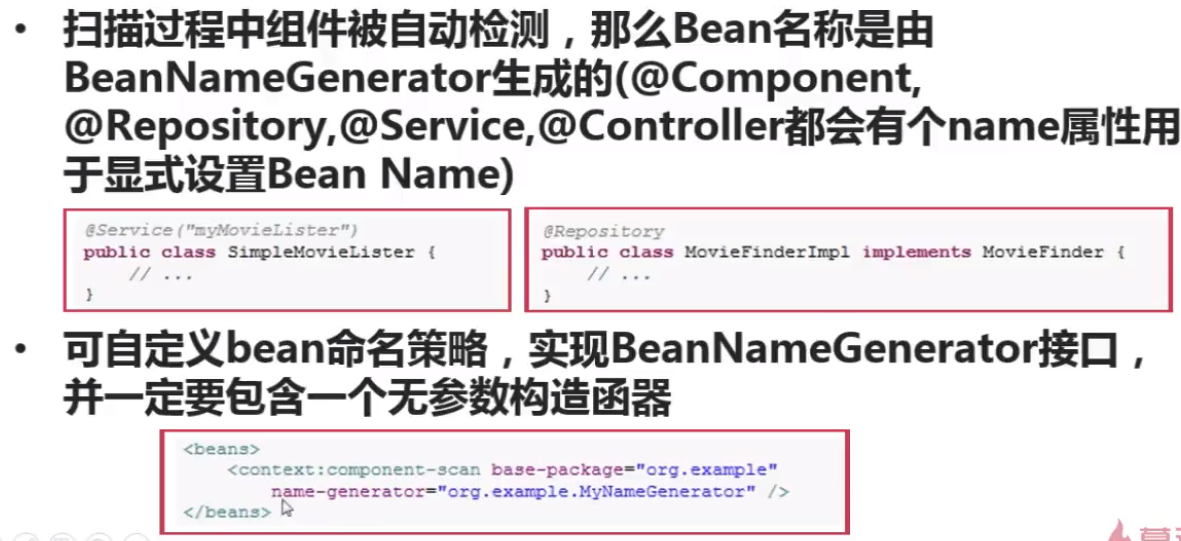 • 扫描过程中组件被自动检测，那么Bean名称是由
BeanNameGenerator生成的(@Component,
@Repository,@Service,@Controller都会有个name属性用
于显式设置Bean Name)
@Service("myMovieLister")
public class SimpleMovieLister {
// ...
}
@Repository
public class MovieFinderImpl implements MovieFinder {
// ...
}
• 可自定义bean命名策略，实现BeanNameGenerator接口，
并一定要包含一个无参数构造函器
<beans>
<context:component-scan base-package="org.example"
name-generator="org.example.MyNameGenerator" />
</beans>